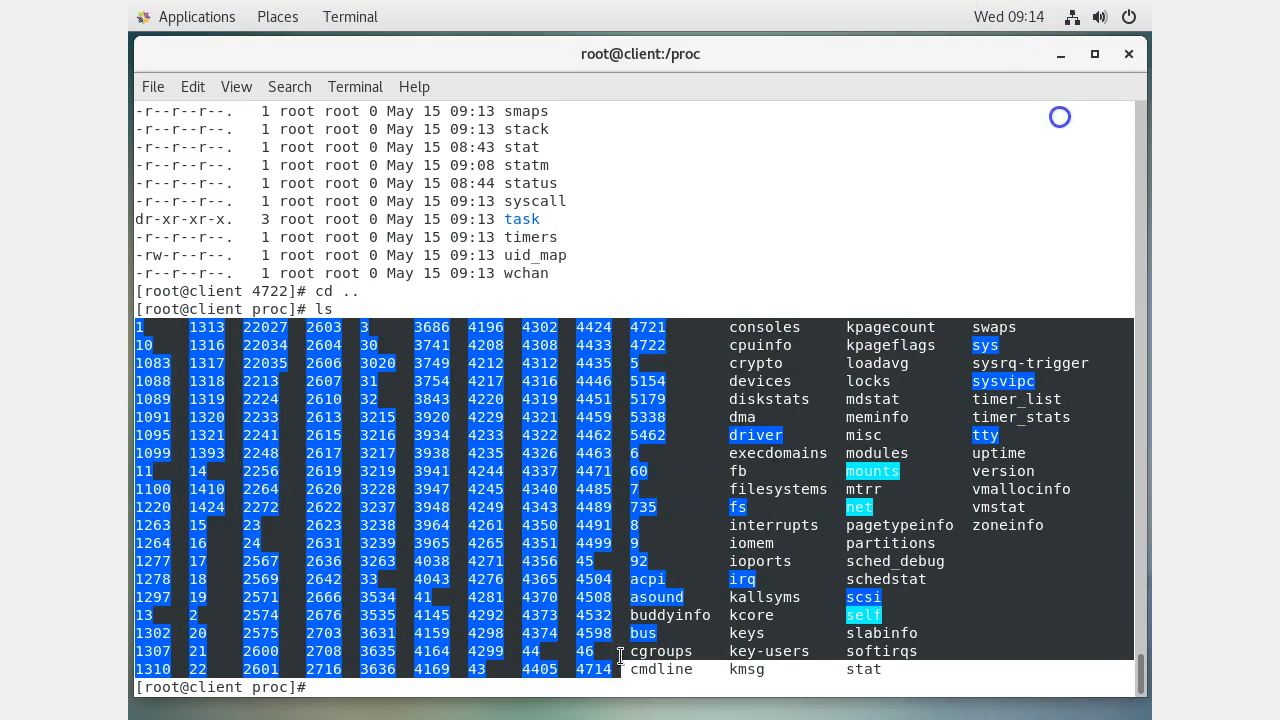 Applications Places Terminal Wed 09:14
root@client:/proc
File Edit View Search Terminal Help
-r--r--r--. 1 root root 0 May 15 09:13 smaps
-r--r--r--. 1 root root 0 May 15 09:13 stack
-r--r--r--. 1 root root 0 May 15 08:43 stat
-r--r--r--. 1 root root 0 May 15 09:08 statm
-r--r--r--. 1 root root 0 May 15 08:44 status
-r--r--r--. 1 root root 0 May 15 09:13 syscall
dr-xr-xr-x. 3 root root 0 May 15 09:13 task
-r--r--r--. 1 root root 0 May 15 09:13 timers
-rw-r--r--. 1 root root 0 May 15 09:13 uid_map
-r--r--r--. 1 root root 0 May 15 09:13 wchan
[root@client 4722]# cd ..
[root@client proc]# ls
1 1313 22027 2603 3 3686 4196 4302 4424 4721 consoles kpagecount swaps
10 1316 22034 2604 30 3741 4208 4308 4433 4722 cpuinfo kpageflags sys
1083 1317 22035 2606 3020 3749 4212 4312 4435 5 crypto loadavg sysrq-trigger
1088 1318 2213 2607 31 3754 4217 4316 4446 5154 devices locks sysvipc
1089 1319 2224 2610 32 3843 4220 4319 4451 5179 diskstats mdstat timer_list
1091 1320 2233 2613 3215 3920 4229 4321 4459 5338 dma meminfo timer_stats
1095 1321 2241 2615 3216 3934 4233 4322 4462 5462 driver misc tty
1099 1393 2248 2617 3217 3938 4235 4326 4463 6 execdomains modules uptime
11 14 2256 2619 3219 3941 4244 4337 4471 60 fb mounts version
1100 1410 2264 2620 3228 3947 4245 4340 4485 7 filesystems mtrr vmallocinfo
1220 1424 2272 2622 3237 3948 4249 4343 4489 735 fs net vmstat
1263 15 23 2623 3238 3964 4261 4350 4491 8 interrupts pagetypeinfo zoneinfo
1264 16 24 2631 3239 3965 4265 4351 4499 9 iomem partitions
1277 17 2567 2636 3263 4038 4271 4356 45 92 ioports sched_debug
1278 18 2569 2642 33 4043 4276 4365 4504 acpi irq schedstat
1297 19 2571 2666 3534 41 4281 4370 4508 asound kallsyms scsi
13 2 2574 2676 3535 4145 4292 4373 4532 buddyinfo kcore self
1302 20 2575 2703 3631 4159 4298 4374 4598 bus keys slabinfo
1307 21 2600 2708 3635 4164 4299 44 46 cgroups key-users softirqs
1310 22 2601 2716 3636 4169 43 4405 4714 cmdline kmsg stat
[root@client proc]#